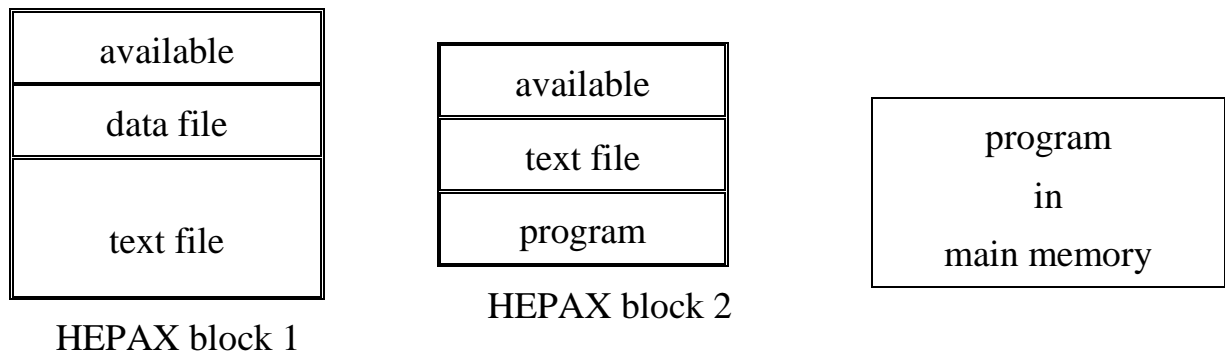 available
data file
text file
HEPAX block 1
available
text file
program
HEPAX block 2
program
in
main memory